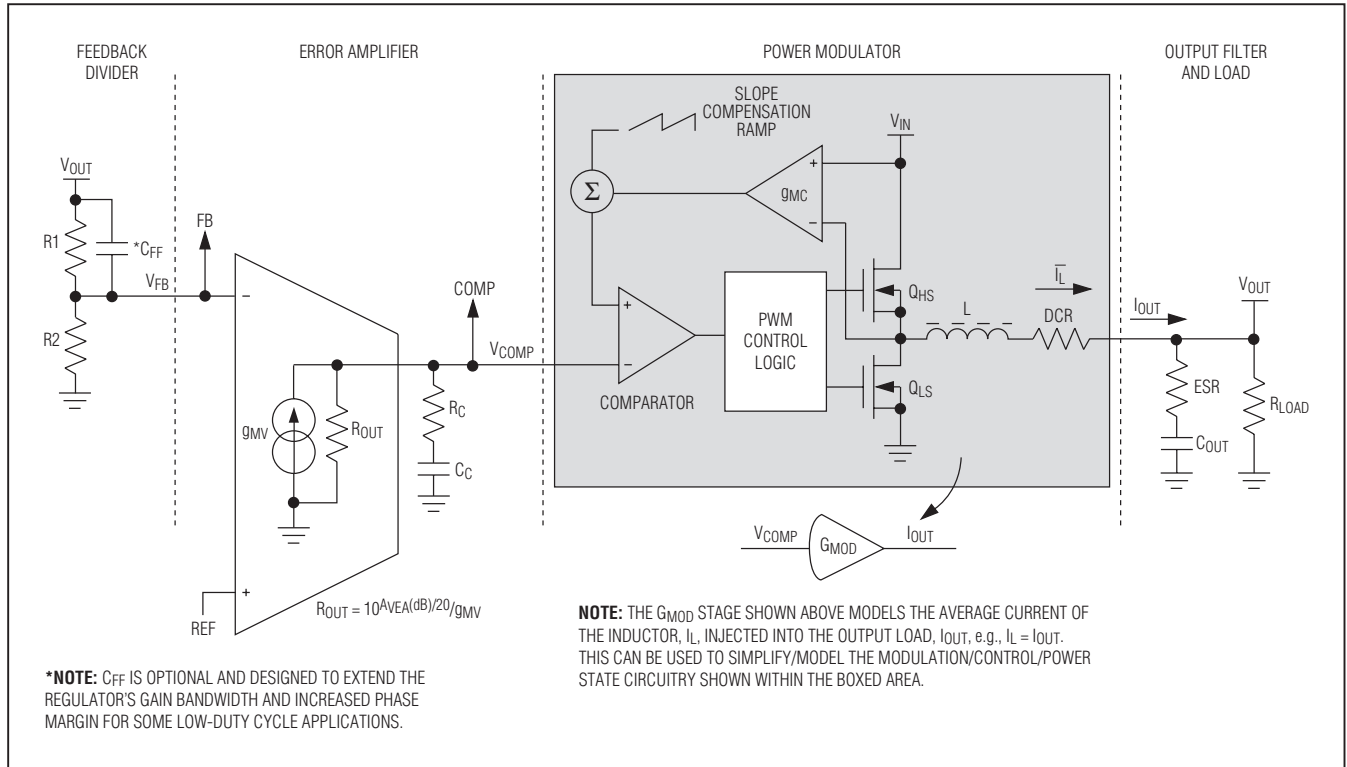 FEEDBACK
DIVIDER
ERROR AMPLIFIER
POWER MODULATOR
OUTPUT FILTER
AND LOAD
SLOPE
COMPENSATION
RAMP
VIN
VOUT
FB
R1
*CFF
VFB
R2
Σ
gMC
+
−
QHS
IL
VOUT
COMP
VCOMP
+
−
COMPARATOR
PWM
CONTROL
LOGIC
L
DCR
IOUT
QLS
ESR
COUT
RLOAD
−
gMV
ROUT
RC
CC
+
REF
ROUT = 10AVEA(dB)/20/gMV
VCOMP
GMOD
IOUT
*NOTE: CFF IS OPTIONAL AND DESIGNED TO EXTEND THE
REGULATOR'S GAIN BANDWIDTH AND INCREASED PHASE
MARGIN FOR SOME LOW-DUTY CYCLE APPLICATIONS.
NOTE: THE GMOD STAGE SHOWN ABOVE MODELS THE AVERAGE CURRENT OF
THE INDUCTOR, IL, INJECTED INTO THE OUTPUT LOAD, IOUT, e.g., IL = IOUT.
THIS CAN BE USED TO SIMPLIFY/MODEL THE MODULATION/CONTROL/POWER
STATE CIRCUITRY SHOWN WITHIN THE BOXED AREA.